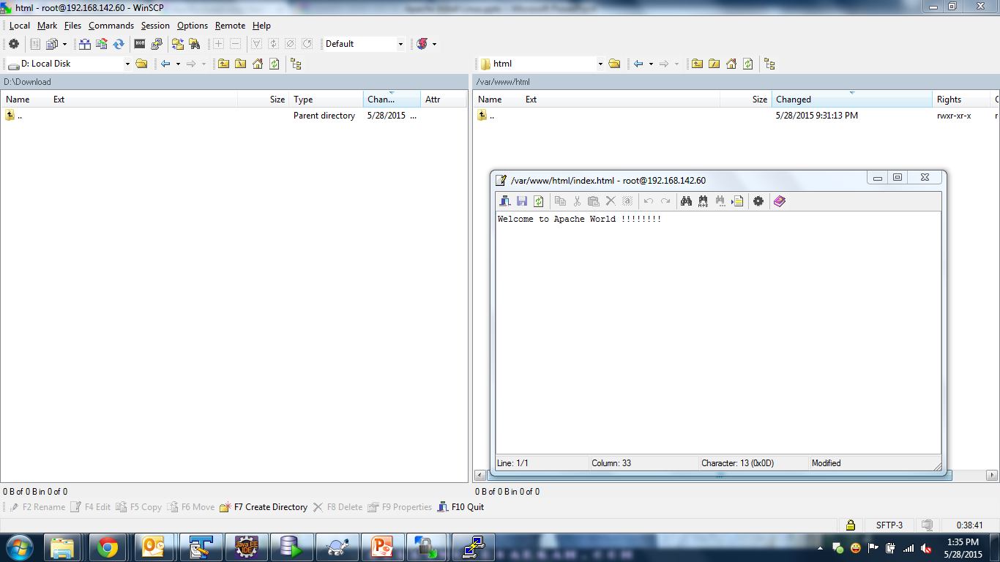 html - root@192.168.142.60 - WinSCP
Local Mark Files Commands Session Options Remote Help
Default
D: Local Disk
html
D:\Download
/var/www/html
Name Ext Size Type Chan... Attr
Name Ext Size Changed Rights
.. Parent directory 5/28/2015 ...
.. 5/28/2015 9:31:13 PM rwxr-xr-x r
/var/www/html/index.html - root@192.168.142.60
Welcome to Apache World !!!!!!!!
Line: 1/1 Column: 33 Character: 13 (0x0D) Modified
0 B of 0 B in 0 of 0
0 B of 0 B in 0 of 0
F2 Rename F4 Edit F5 Copy F6 Move F7 Create Directory F8 Delete F9 Properties F10 Quit
SFTP-3 0:38:41
Java EE
IDE
1:35 PM
5/28/2015